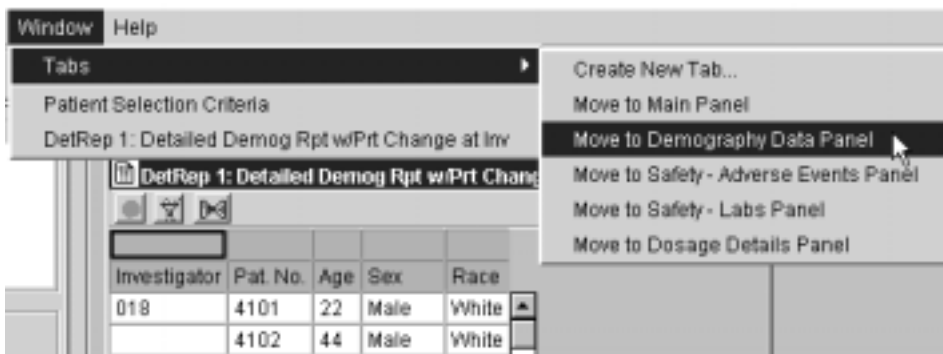 Window Help
Tabs
Patient Selection Criteria
DetRep 1: Detailed Demog Rpt w/Prt Change at Inv
Create New Tab...
Move to Main Panel
Move to Demography Data Panel
Move to Safety - Adverse Events Panel
Move to Safety - Labs Panel
Move to Dosage Details Panel
DetRep 1: Detailed Demog Rpt w/Prt Chang
Investigator Pat. No. Age Sex Race
018 4101 22 Male White
4102 44 Male White